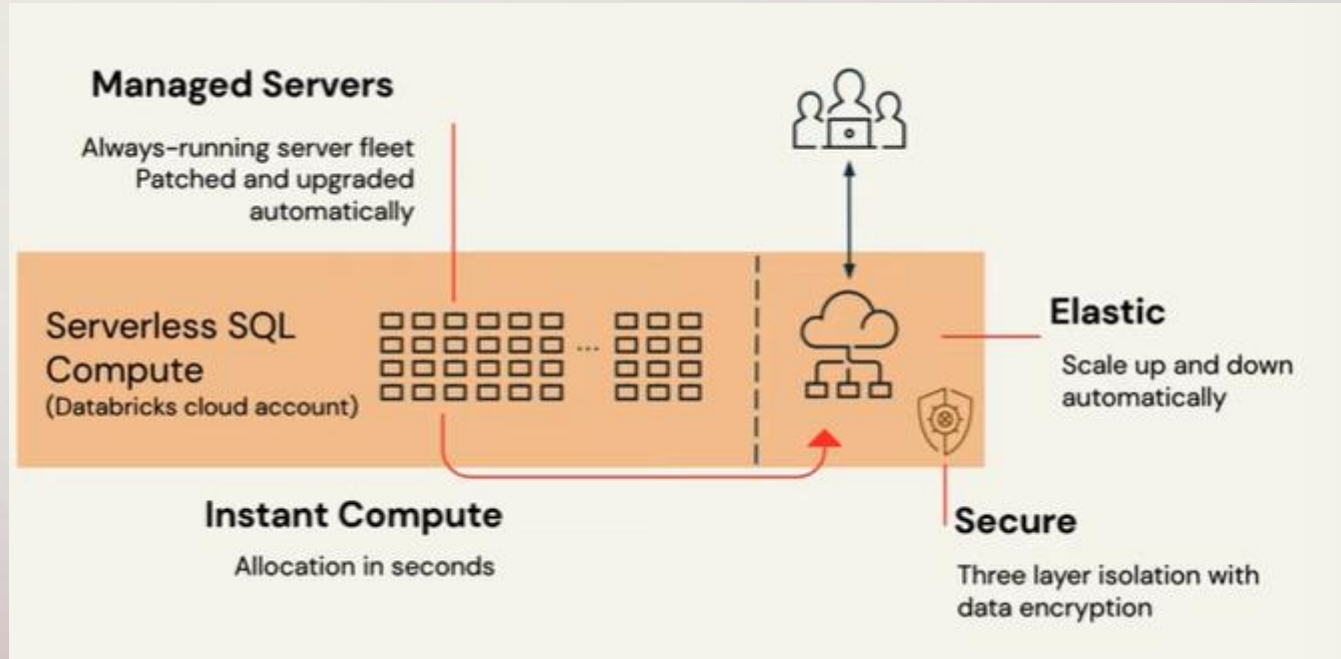 Managed Servers
Always-running server fleet
Patched and upgraded
automatically
Serverless SQL
Compute
(Databricks cloud account)
...
Elastic
Scale up and down
automatically
Instant Compute
Allocation in seconds
Secure
Three layer isolation with
data encryption